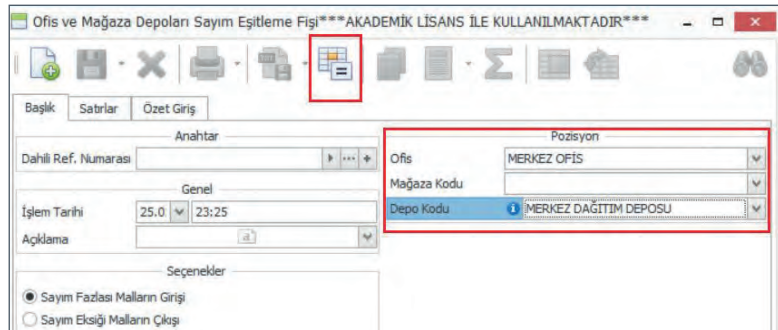 Ofis ve Mağaza Depoları Sayım Eşitleme Fişi***AKADEMİK LİSANS İLE KULLANILMAKTADIR***
Başlık Satırlar Özet Giriş
Anahtar
Dahili Ref. Numarası
Genel
İşlem Tarihi 25.0 23:25
Açıklama
Seçenekler
Sayım Fazlası Malların Girişi
Sayım Eksiği Malların Çıkışı
Pozisyon
Ofis MERKEZ OFİS
Mağaza Kodu
Depo Kodu MERKEZ DAĞITIM DEPOSU